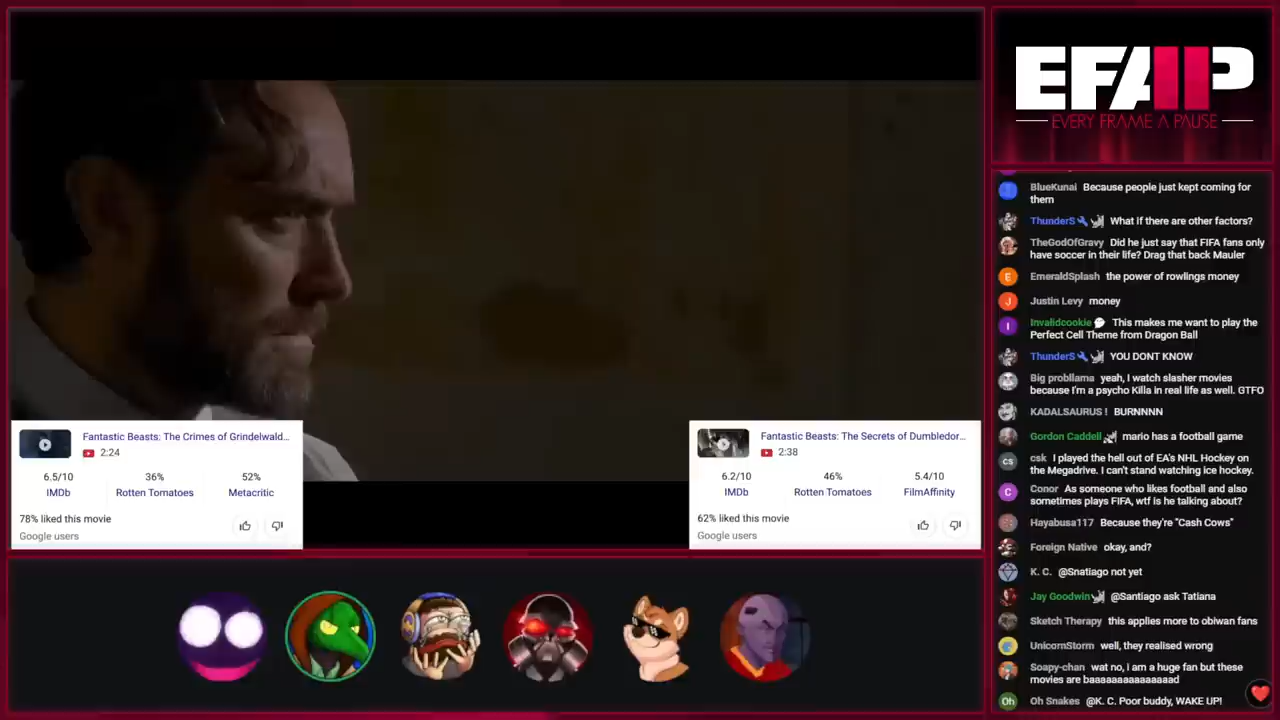 EFAP
EVERY FRAME A PAUSE
BlueKunai Because people just kept coming for
them
ThunderS What if there are other factors?
TheGodOfGravy Did he just say that FIFA fans only
have soccer in their life? Drag that back Mauler
EmeraldSplash the power of rowlings money
Justin Levy money
Invalidcookie This makes me want to play the
Perfect Cell Theme from Dragon Ball
ThunderS YOU DONT KNOW
Big probllama yeah, I watch slasher movies
because I'm a psycho Killa in real life as well. GTFO
KADALSAURUS ! BURNNNN
Gordon Caddell mario has a football game
csk I played the hell out of EA's NHL Hockey on
the Megadrive. I can't stand watching ice hockey.
Conor As someone who likes football and also
sometimes plays FIFA, wtf is he talking about?
Hayabusa117 Because they're "Cash Cows"
Foreign Native okay, and?
K. C. @Snatiago not yet
Jay Goodwin @Santiago ask Tatiana
Sketch Therapy this applies more to obiwan fans
UnicornStorm well, they realised wrong
Soapy-chan wat no, i am a huge fan but these
movies are baaaaaaaaaaaaaad
Oh Snakes @K. C. Poor buddy, WAKE UP!
Fantastic Beasts: The Crimes of Grindelwald...
2:24
6.5/10 36% 52%
IMDb Rotten Tomatoes Metacritic
78% liked this movie
Google users
Fantastic Beasts: The Secrets of Dumbledor...
2:38
6.2/10 46% 5.4/10
IMDb Rotten Tomatoes FilmAffinity
62% liked this movie
Google users
I
J
E
cs
C
Oh